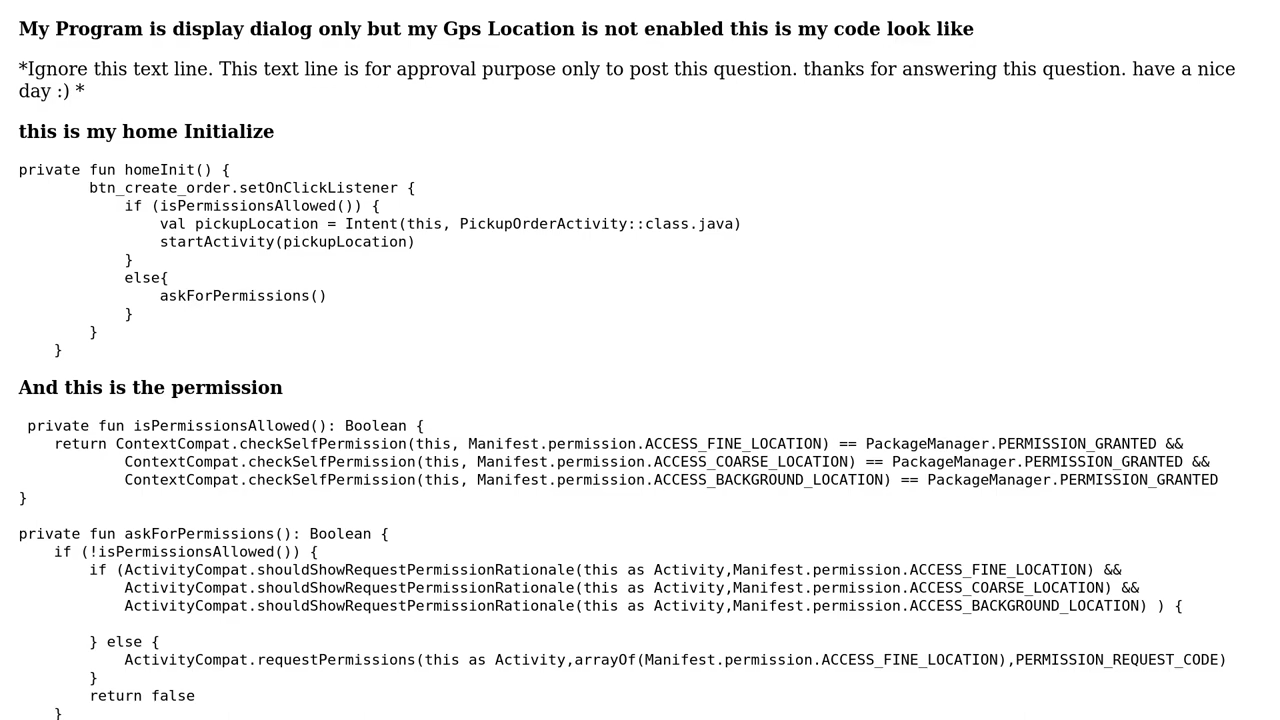 My Program is display dialog only but my Gps Location is not enabled this is my code look like
*Ignore this text line. This text line is for approval purpose only to post this question. thanks for answering this question. have a nice
day :) *
this is my home Initialize
private fun homeInit() {
        btn_create_order.setOnClickListener {
            if (isPermissionsAllowed()) {
                val pickupLocation = Intent(this, PickupOrderActivity::class.java)
                startActivity(pickupLocation)
            }
            else{
                askForPermissions()
            }
        }
    }
And this is the permission
 private fun isPermissionsAllowed(): Boolean {
    return ContextCompat.checkSelfPermission(this, Manifest.permission.ACCESS_FINE_LOCATION) == PackageManager.PERMISSION_GRANTED &&
            ContextCompat.checkSelfPermission(this, Manifest.permission.ACCESS_COARSE_LOCATION) == PackageManager.PERMISSION_GRANTED &&
            ContextCompat.checkSelfPermission(this, Manifest.permission.ACCESS_BACKGROUND_LOCATION) == PackageManager.PERMISSION_GRANTED
}
private fun askForPermissions(): Boolean {
    if (!isPermissionsAllowed()) {
        if (ActivityCompat.shouldShowRequestPermissionRationale(this as Activity,Manifest.permission.ACCESS_FINE_LOCATION) &&
            ActivityCompat.shouldShowRequestPermissionRationale(this as Activity,Manifest.permission.ACCESS_COARSE_LOCATION) &&
            ActivityCompat.shouldShowRequestPermissionRationale(this as Activity,Manifest.permission.ACCESS_BACKGROUND_LOCATION) ) {
        } else {
            ActivityCompat.requestPermissions(this as Activity,arrayOf(Manifest.permission.ACCESS_FINE_LOCATION),PERMISSION_REQUEST_CODE)
        }
        return false
    }